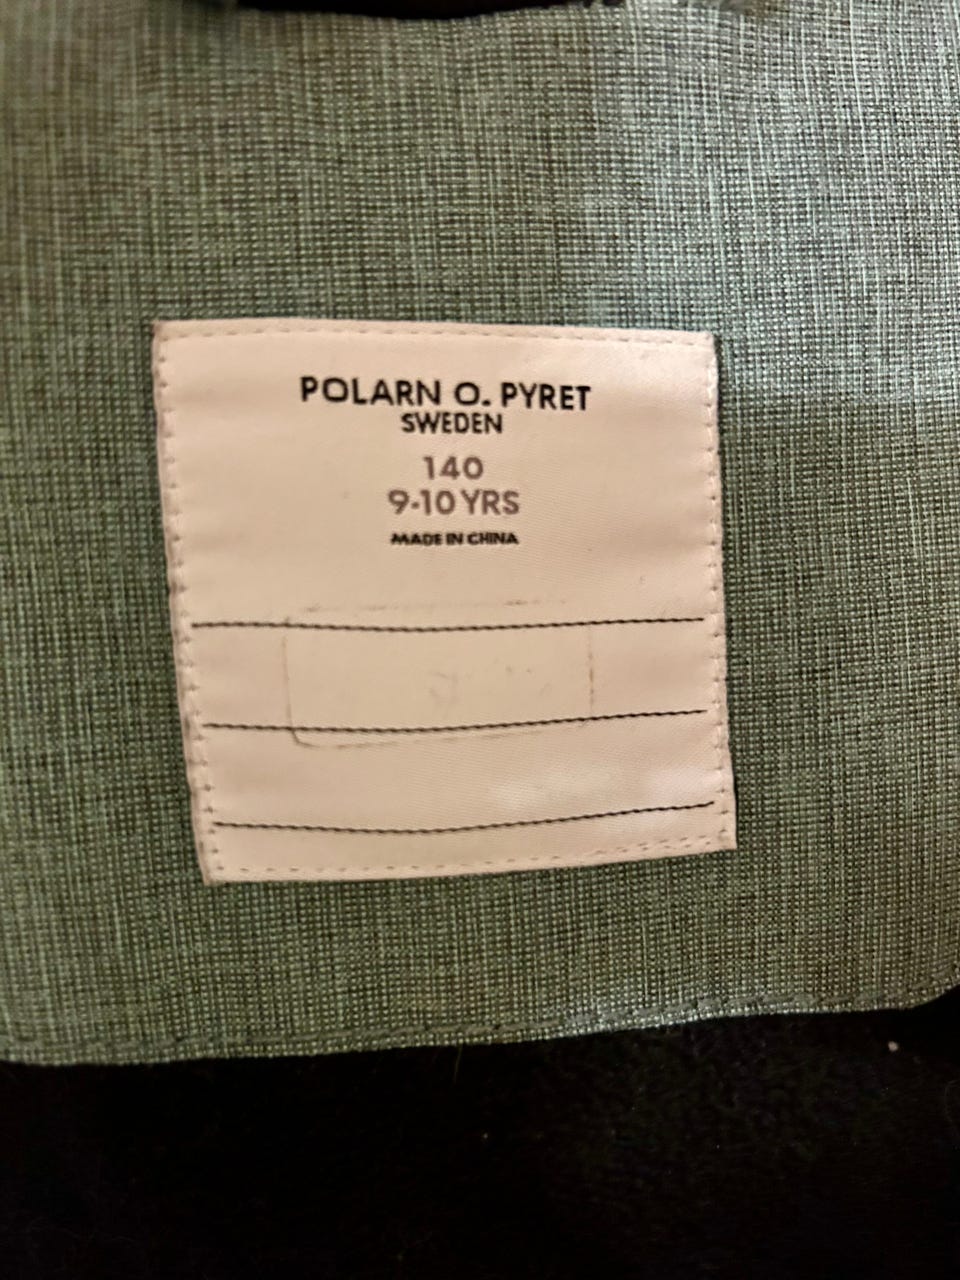 POLARN O. PYRET
SWEDEN
140
9-10 YRS
MADE IN CHINA